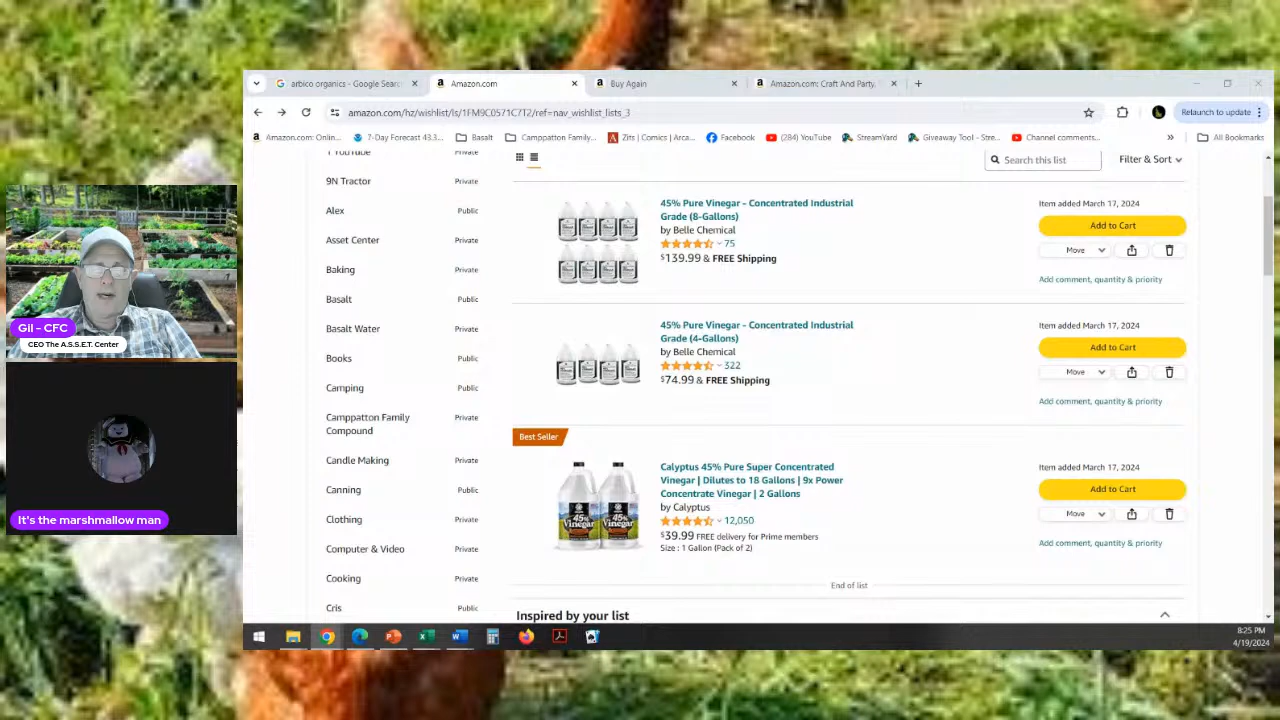 arbico organics - Google Searc
Amazon.com
Buy Again
Amazon.com: Craft And Party,
amazon.com/hz/wishlist/ls/1FM9C0571C7T2/ref=nav_wishlist_lists_3
Relaunch to update
Amazon.com: Onlin...
7-Day Forecast 43.3...
Basalt
Camppatton Family...
Zits | Comics | Arca...
Facebook
(284) YouTube
StreamYard
Giveaway Tool - Stre...
Channel comments...
»
All Bookmarks
1 YouTube Private
9N Tractor Private
Alex Public
Asset Center Private
Baking Private
Basalt Public
Basalt Water Private
Books Public
Camping Public
Camppatton Family Private
Compound
Candle Making Private
Canning Private
Clothing Private
Computer & Video Private
Cooking Private
Cris Public
Search this list
Filter & Sort
45% Pure Vinegar - Concentrated Industrial
Grade (8-Gallons)
by Belle Chemical
75
$139.99 & FREE Shipping
Item added March 17, 2024
Add to Cart
Move
Add comment, quantity & priority
45% Pure Vinegar - Concentrated Industrial
Grade (4-Gallons)
by Belle Chemical
322
$74.99 & FREE Shipping
Item added March 17, 2024
Add to Cart
Move
Add comment, quantity & priority
Best Seller
45%
Vinegar
45%
Vinegar
Calyptus 45% Pure Super Concentrated
Vinegar | Dilutes to 18 Gallons | 9x Power
Concentrate Vinegar | 2 Gallons
by Calyptus
12,050
$39.99 FREE delivery for Prime members
Size : 1 Gallon (Pack of 2)
Item added March 17, 2024
Add to Cart
Move
Add comment, quantity & priority
End of list
Inspired by your list
8:25 PM
4/19/2024
Gil - CFC
CEO The A.S.S.E.T. Center
It's the marshmallow man